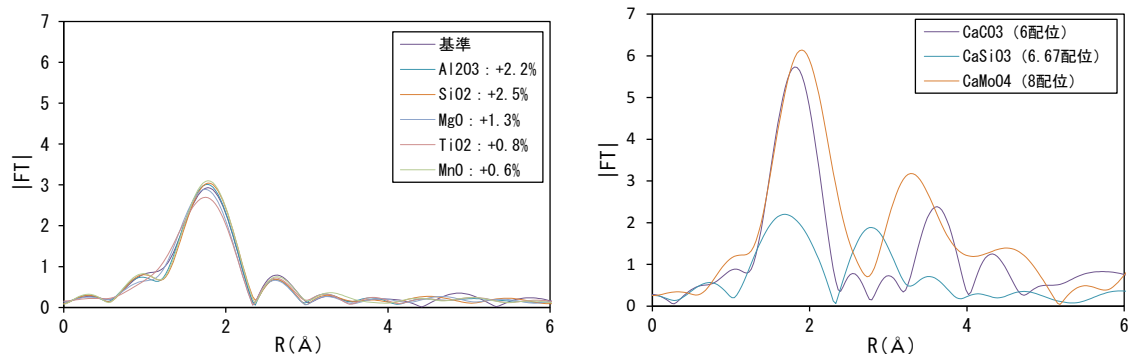 7
6
5
4
3
2
1
0
|FT|
0 2 4 6
R(Å)
基準
Al2O3：+2.2%
SiO2：+2.5%
MgO：+1.3%
TiO2：+0.8%
MnO：+0.6%
7
6
5
4
3
2
1
0
|FT|
0 2 4 6
R(Å)
CaCO3 (6配位)
CaSiO3 (6.67配位)
CaMoO4 (8配位)